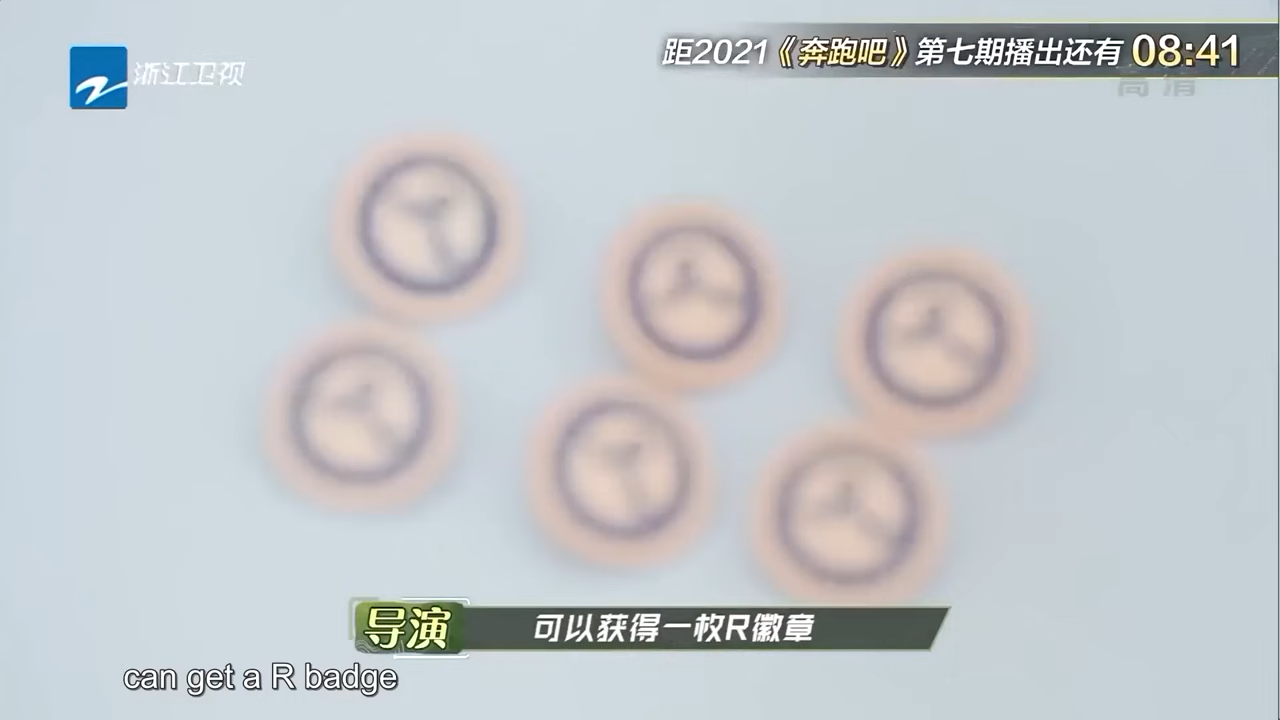 浙江卫视
距2021《奔跑吧》第七期播出还有 08:41
高清
导演
可以获得一枚R徽章
can get a R badge